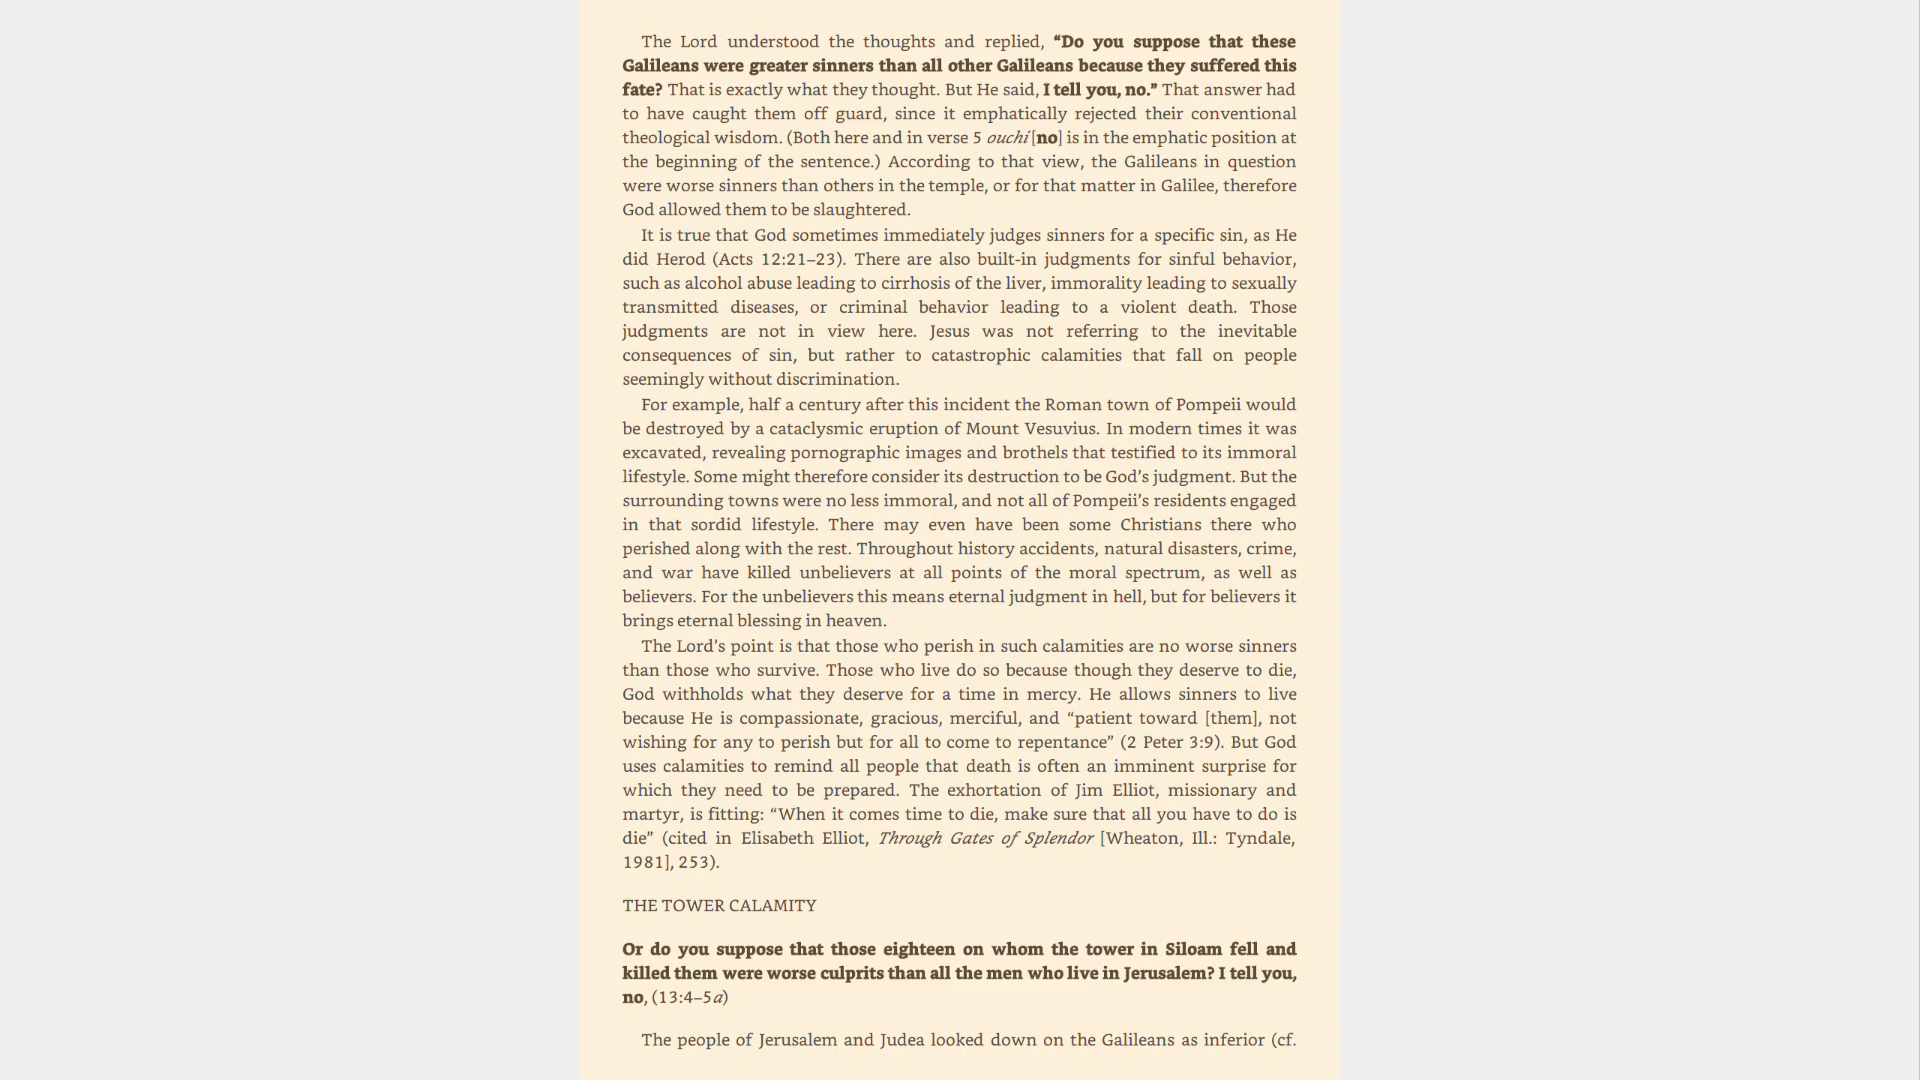 The Lord understood the thoughts and replied, “Do you suppose that these
Galileans were greater sinners than all other Galileans because they suffered this
fate? That is exactly what they thought. But He said, I tell you, no.” That answer had
to have caught them off guard, since it emphatically rejected their conventional
theological wisdom. (Both here and in verse 5 ouchi[no] is in the emphatic position at
the beginning of the sentence.) According to that view, the Galileans in question
were worse sinners than others in the temple, or for that matter in Galilee, therefore
God allowed them to be slaughtered.
It is true that God sometimes immediately judges sinners for a specific sin, as He
did Herod (Acts 12:21–23). There are also built-in judgments for sinful behavior,
such as alcohol abuse leading to cirrhosis of the liver, immorality leading to sexually
transmitted diseases, or criminal behavior leading to a violent death. Those
judgments are not in view here. Jesus was not referring to the inevitable
consequences of sin, but rather to catastrophic calamities that fall on people
seemingly without discrimination.
For example, half a century after this incident the Roman town of Pompeii would
be destroyed by a cataclysmic eruption of Mount Vesuvius. In modern times it was
excavated, revealing pornographic images and brothels that testified to its immoral
lifestyle. Some might therefore consider its destruction to be God’s judgment. But the
surrounding towns were no less immoral, and not all of Pompeii’s residents engaged
in that sordid lifestyle. There may even have been some Christians there who
perished along with the rest. Throughout history accidents, natural disasters, crime,
and war have killed unbelievers at all points of the moral spectrum, as well as
believers. For the unbelievers this means eternal judgment in hell, but for believers it
brings eternal blessing in heaven.
The Lord’s point is that those who perish in such calamities are no worse sinners
than those who survive. Those who live do so because though they deserve to die,
God withholds what they deserve for a time in mercy. He allows sinners to live
because He is compassionate, gracious, merciful, and “patient toward [them], not
wishing for any to perish but for all to come to repentance” (2 Peter 3:9). But God
uses calamities to remind all people that death is often an imminent surprise for
which they need to be prepared. The exhortation of Jim Elliot, missionary and
martyr, is fitting: “When it comes time to die, make sure that all you have to do is
die” (cited in Elisabeth Elliot, Through Gates of Splendor [Wheaton, Ill.: Tyndale,
1981], 253).
THE TOWER CALAMITY
Or do you suppose that those eighteen on whom the tower in Siloam fell and
killed them were worse culprits than all the men who live in Jerusalem? I tell you,
no, (13:4–5a)
The people of Jerusalem and Judea looked down on the Galileans as inferior (cf.